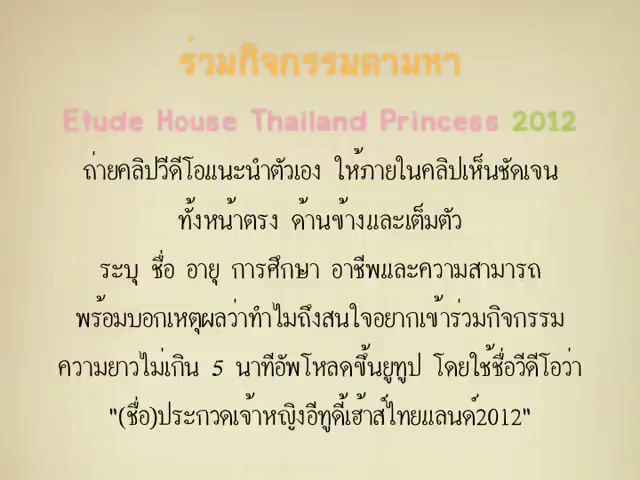 ร่วมกิจกรรมตามหา
Etude House Thailand Princess 2012
ถ่ายคลิปวีดีโอแนะนำตัวเอง ให้ภายในคลิปเห็นชัดเจน
ทั้งหน้าตรง ด้านข้างและเต็มตัว
ระบุ ชื่อ อายุ การศึกษา อาชีพและความสามารถ
พร้อมบอกเหตุผลว่าทำไมถึงสนใจอยากเข้าร่วมกิจกรรม
ความยาวไม่เกิน 5 นาทีอัพโหลดขึ้นยูทูป โดยใช้ชื่อวีดีโอว่า
"(ชื่อ)ประกวดเจ้าหญิงอีทูดี้เฮ้าส์ไทยแลนด์2012"